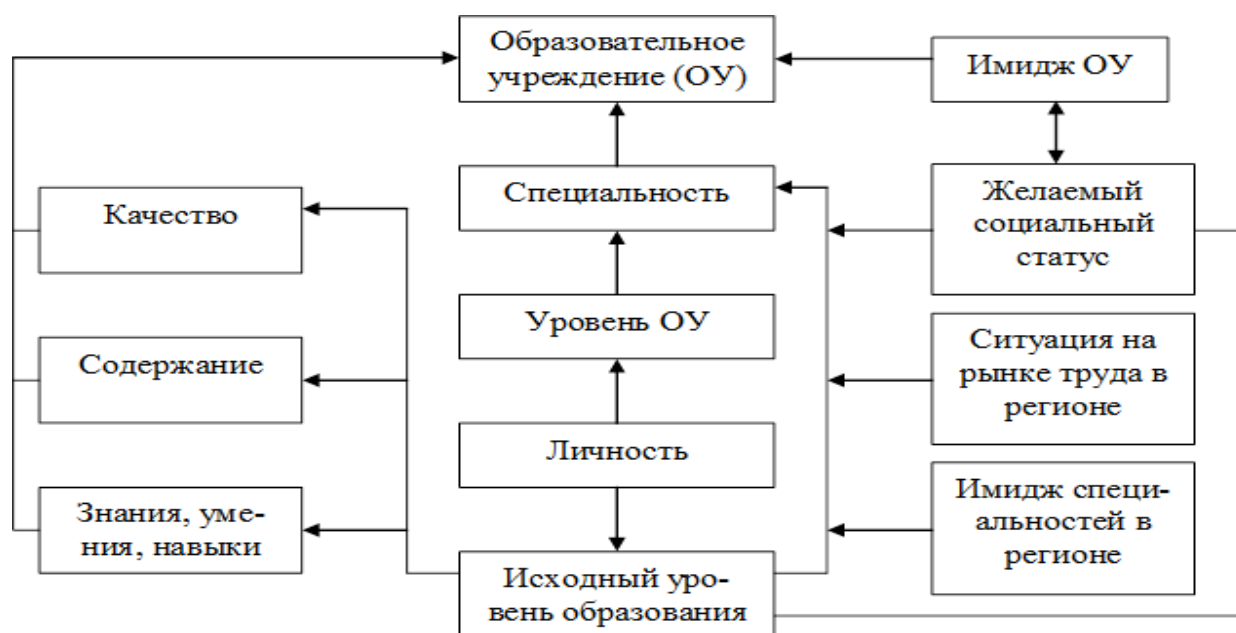 Образовательное
учреждение (ОУ)
Имидж ОУ
Качество
Специальность
Желаемый
социальный
статус
Содержание
Уровень ОУ
Ситуация на
рынке труда в
регионе
Знания, уме-
ния, навыки
Личность
Имидж специ-
альностей в
регионе
Исходный уро-
вень образования